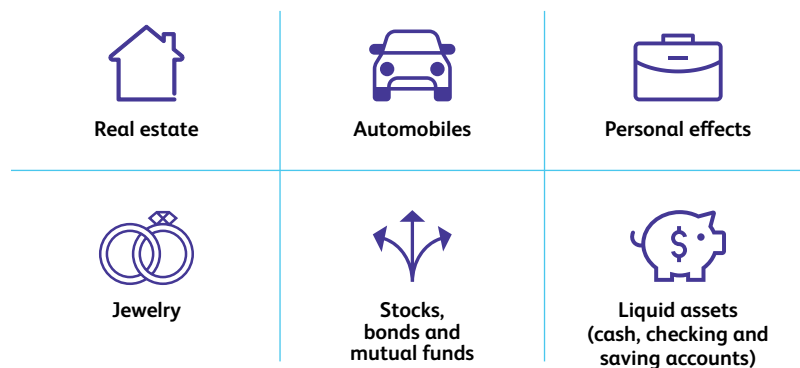 Real estate
Automobiles
Personal effects
Jewelry
Stocks,
bonds and
mutual funds
$
Liquid assets
(cash, checking and
saving accounts)